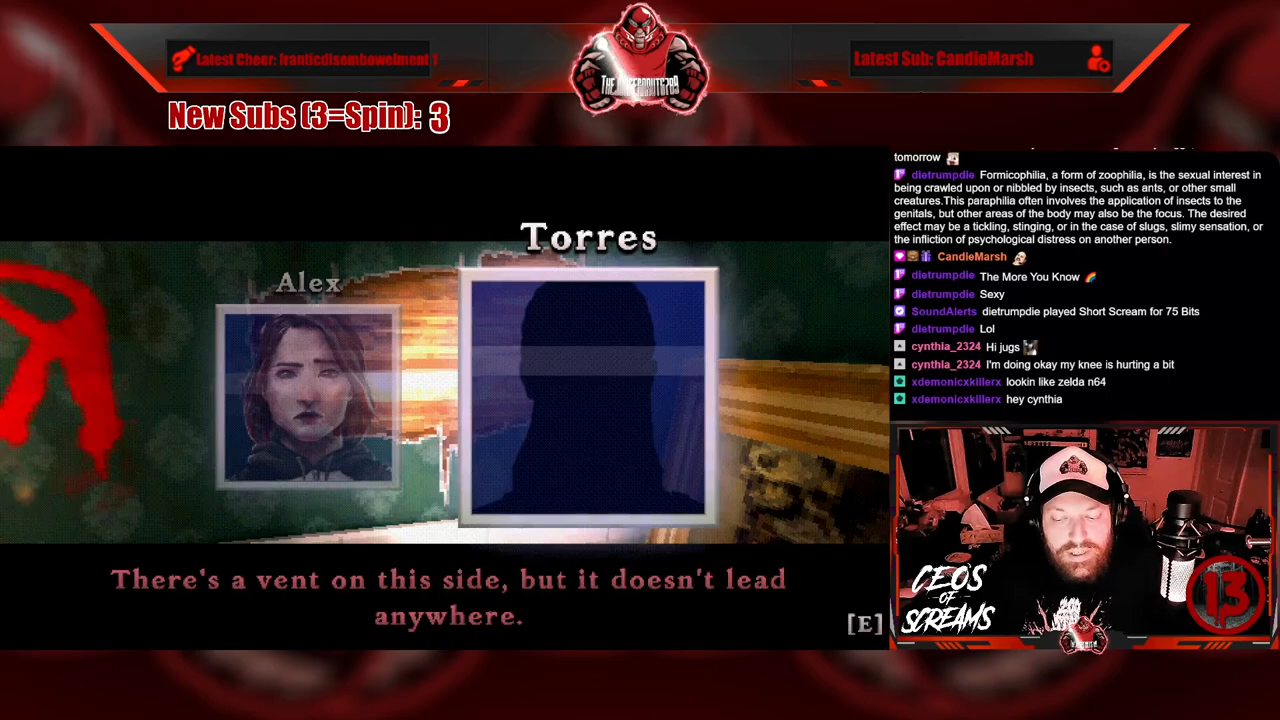 Latest Cheer: franticdisembowelment 1
Latest Sub: CandieMarsh
New Subs (3=Spin): 3
tomorrow
dietrumpdie Formicophilia, a form of zoophilia, is the sexual interest in
being crawled upon or nibbled by insects, such as ants, or other small
creatures.This paraphilia often involves the application of insects to the
genitals, but other areas of the body may also be the focus. The desired
effect may be a tickling, stinging, or in the case of slugs, slimy sensation, or
the infliction of psychological distress on another person.
CandieMarsh
dietrumpdie The More You Know
dietrumpdie Sexy
SoundAlerts dietrumpdie played Short Scream for 75 Bits
dietrumpdie Lol
cynthia_2324 Hi jugs
cynthia_2324 I'm doing okay my knee is hurting a bit
xdemonicxkillerx lookin like zelda n64
xdemonicxkillerx hey cynthia
Torres
Alex
There's a vent on this side, but it doesn't lead
anywhere.
[E]
CEOS
OF
SCREAMS
13